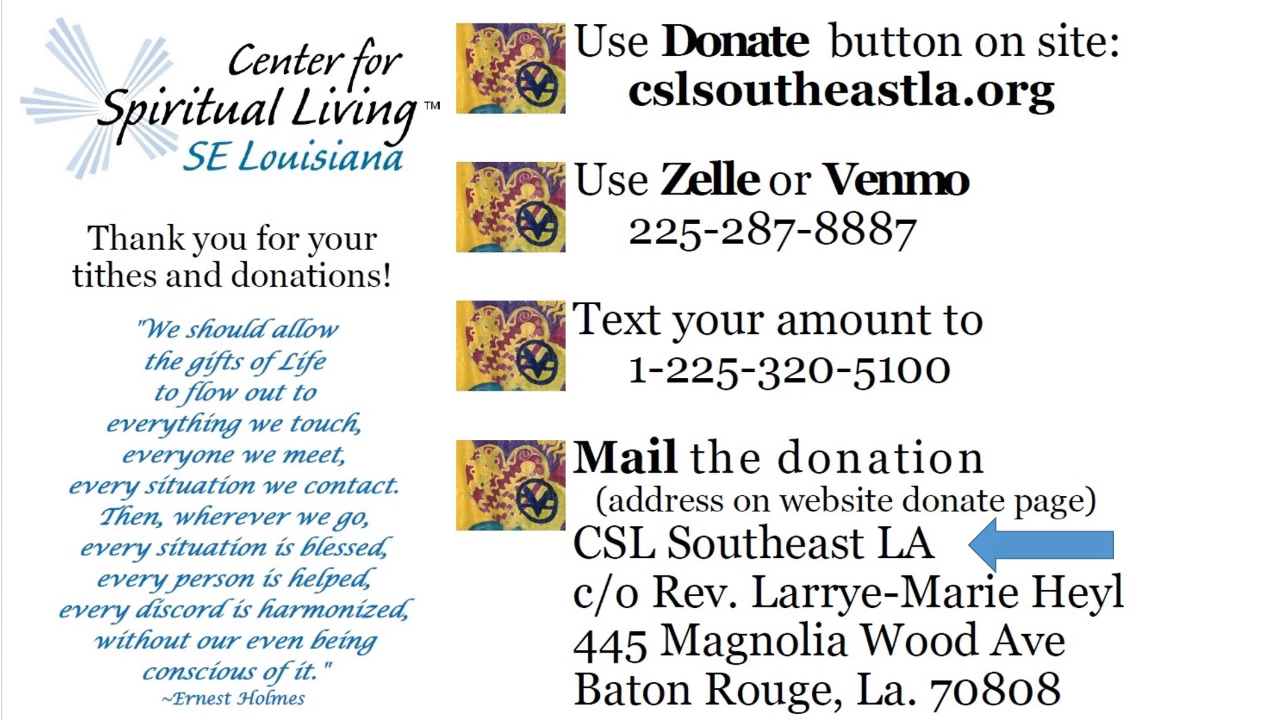 Center for
Spiritual Living™
SE Louisiana
Thank you for your
tithes and donations!
"We should allow
the gifts of Life
to flow out to
everything we touch,
everyone we meet,
every situation we contact.
Then, wherever we go,
every situation is blessed,
every person is helped,
every discord is harmonized,
without our even being
conscious of it."
~Ernest Holmes
Use Donate button on site:
cslsoutheastla.org
Use Zelle or Venmo
225-287-8887
Text your amount to
1-225-320-5100
Mail the donation
(address on website donate page)
CSL Southeast LA
c/o Rev. Larrye-Marie Heyl
445 Magnolia Wood Ave
Baton Rouge, La. 70808